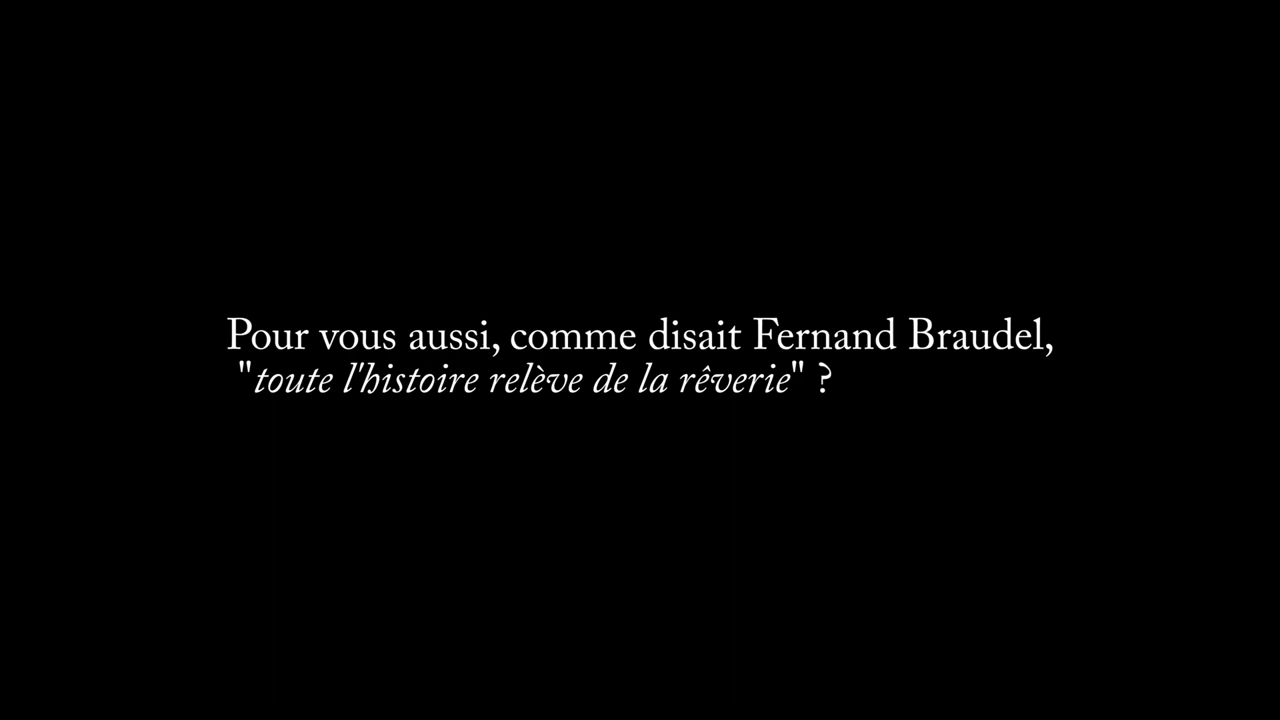 Pour vous aussi, comme disait Fernand Braudel,
"toute l'histoire relève de la rêverie" ?